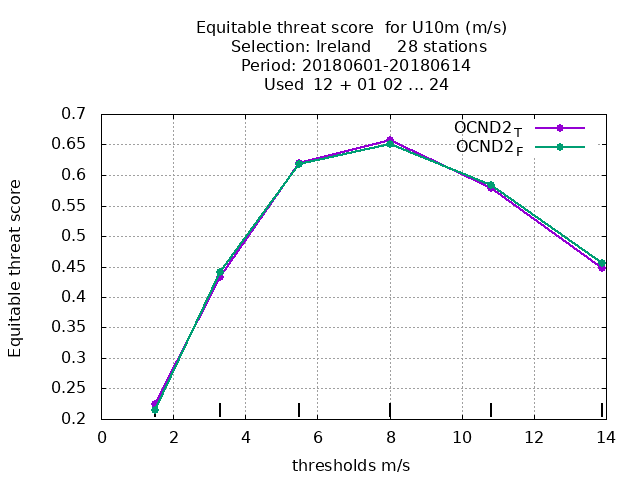 Equitable threat score  for U10m (m/s)
Selection: Ireland     28 stations
Period: 20180601-20180614
Used  12 + 01 02 ... 24
OCND2T
OCND2F
Equitable threat score
0.7
0.65
0.6
0.55
0.5
0.45
0.4
0.35
0.3
0.25
0.2
0 2 4 6 8 10 12 14
thresholds m/s